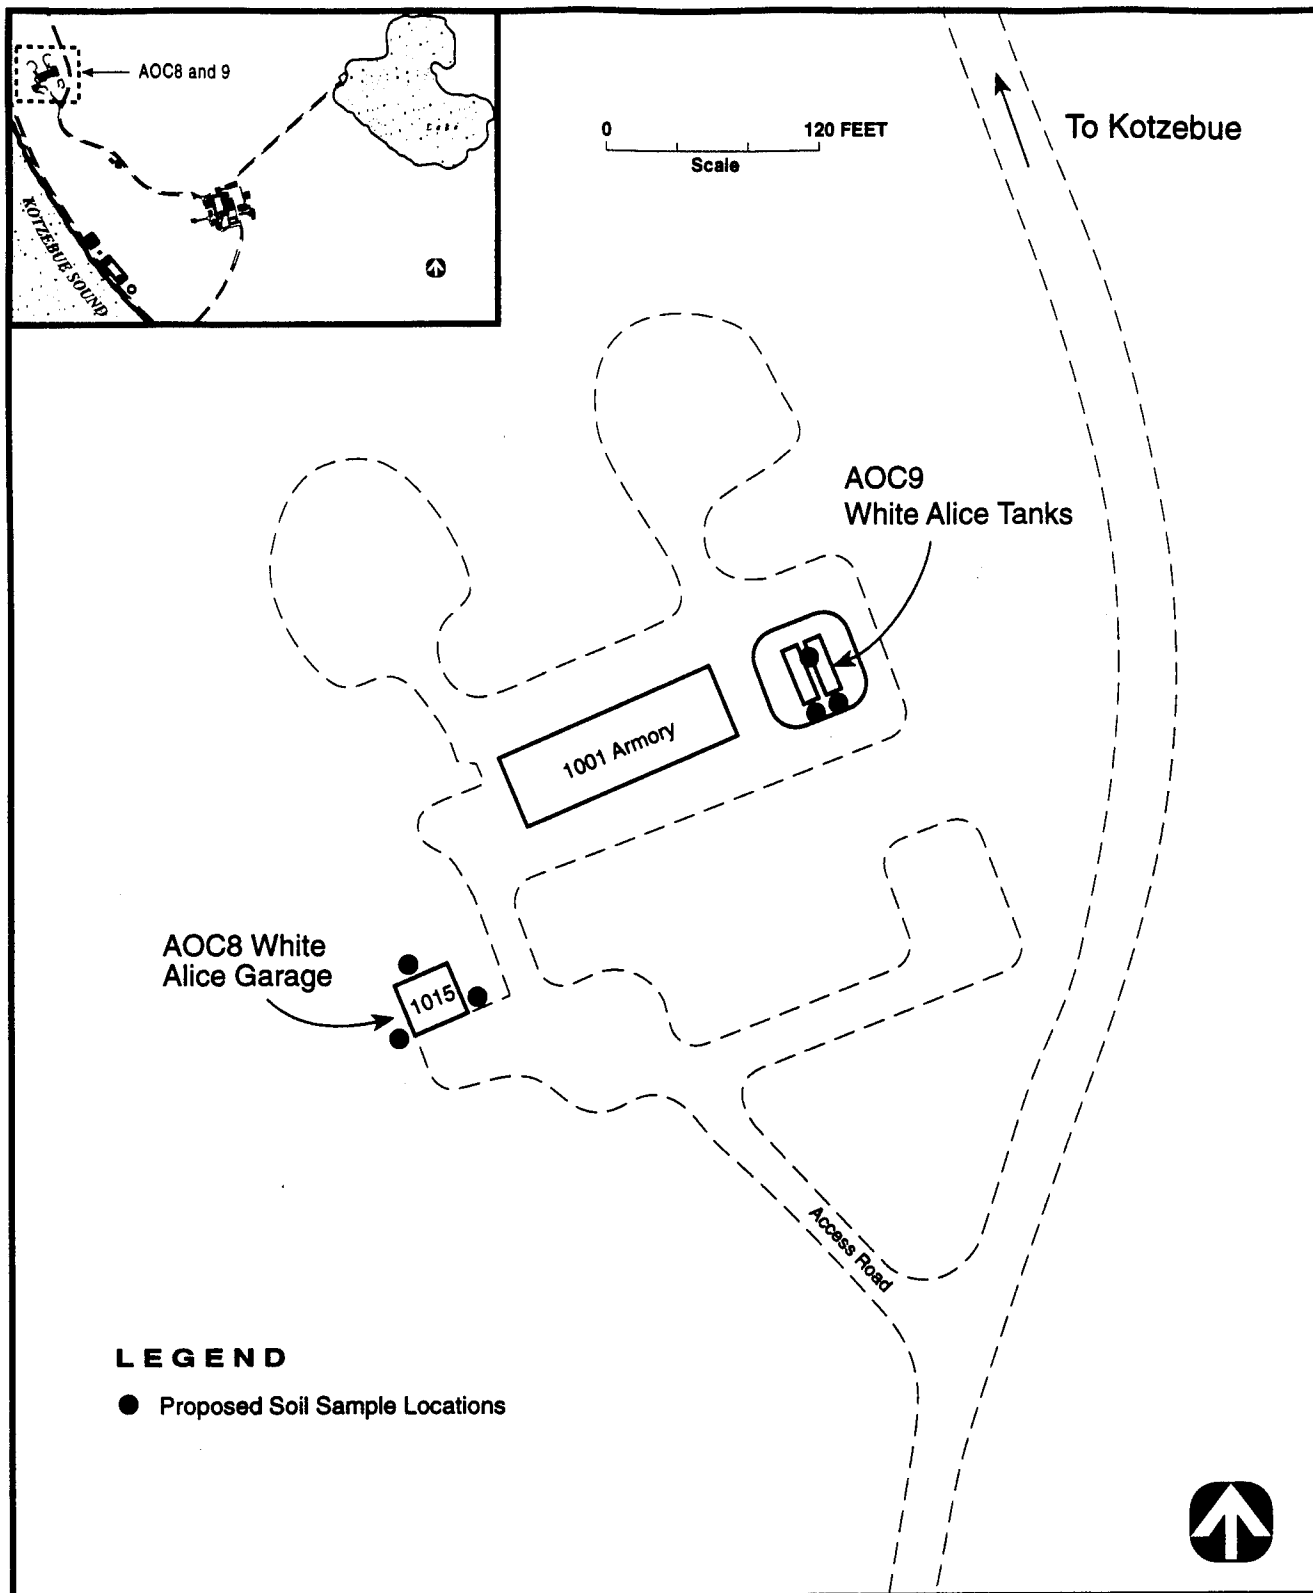 AOC8 and 9
Lake
KOTZEBUE SOUND
0 120 FEET
Scale
To Kotzebue
AOC9
White Alice Tanks
1001 Armory
AOC8 White
Alice Garage
1015
Access Road
LEGEND
Proposed Soil Sample Locations